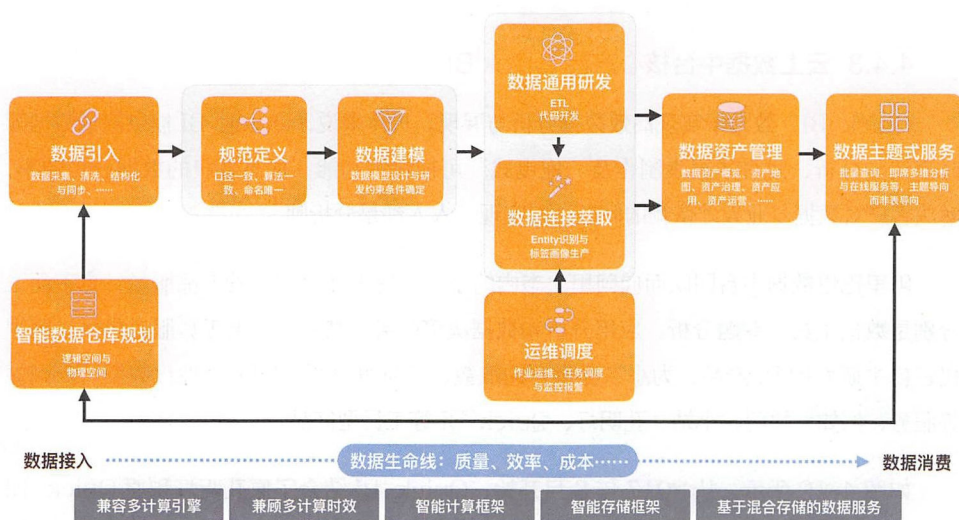 数据通用研发
ETL
代码开发
数据引入
数据采集、清洗、结构化
与同步、……
规范定义
口径一致、算法一
致、命名唯一
数据建模
数据模型设计与研
发约束条件确定
数据连接萃取
Entity识别与
标签画像生产
数据资产管理
数据资产概览、资产地
图、资产治理、资产应
用、资产运营、……
数据主题式服务
批量查询、即席多维分析
与在线服务等，主题导向
而非表导向
智能数据仓库规划
逻辑空间与
物理空间
运维调度
作业运维、任务调度
与监控报警
数据接入
数据生命线：质量、效率、成本……
数据消费
兼容多计算引擎
兼顾多计算时效
智能计算框架
智能存储框架
基于混合存储的数据服务